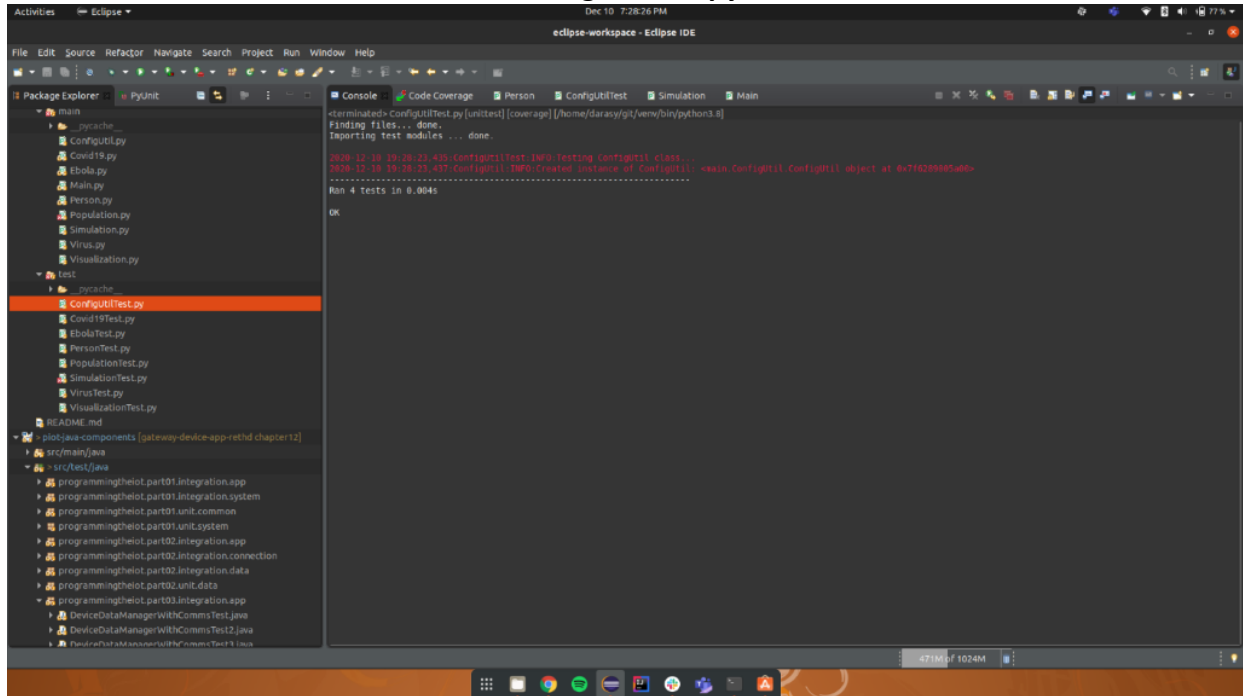 Activities Eclipse Dec 10 7:28:26 PM 77 %
eclipse-workspace - Eclipse IDE
File Edit Source Refactor Navigate Search Project Run Window Help
Package Explorer PyUnit
Console Code Coverage Person ConfigUtilTest Simulation Main
main
__pycache__
ConfigUtil.py
Covid19.py
Ebola.py
Main.py
Person.py
Population.py
Simulation.py
Virus.py
Visualization.py
test
__pycache__
ConfigUtilTest.py
Covid19Test.py
EbolaTest.py
PersonTest.py
PopulationTest.py
SimulationTest.py
VirusTest.py
VisualizationTest.py
README.md
> piot-java-components [gateway-device-app-rethd chapter12]
src/main/java
> src/test/java
programmingtheiot.part01.integration.app
programmingtheiot.part01.integration.system
programmingtheiot.part01.unit.common
programmingtheiot.part01.unit.system
programmingtheiot.part02.integration.app
programmingtheiot.part02.integration.connection
programmingtheiot.part02.integration.data
programmingtheiot.part02.unit.data
programmingtheiot.part03.integration.app
DeviceDataManagerWithCommsTest.java
DeviceDataManagerWithCommsTest2.java
DeviceDataManagerWithCommsTest3.java
<terminated> ConfigUtilTest.py [unittest] [coverage] [/home/darasy/git/venv/bin/python3.8]
Finding files... done.
Importing test modules ... done.
2020-12-10 19:28:23,435:ConfigUtilTest:INFO:Testing ConfigUtil class...
2020-12-10 19:28:23,437:ConfigUtil:INFO:Created instance of ConfigUtil: <main.ConfigUtil.ConfigUtil object at
----------------------------------------------------------------------
Ran 4 tests in 0.004s
OK
471M of 1024M